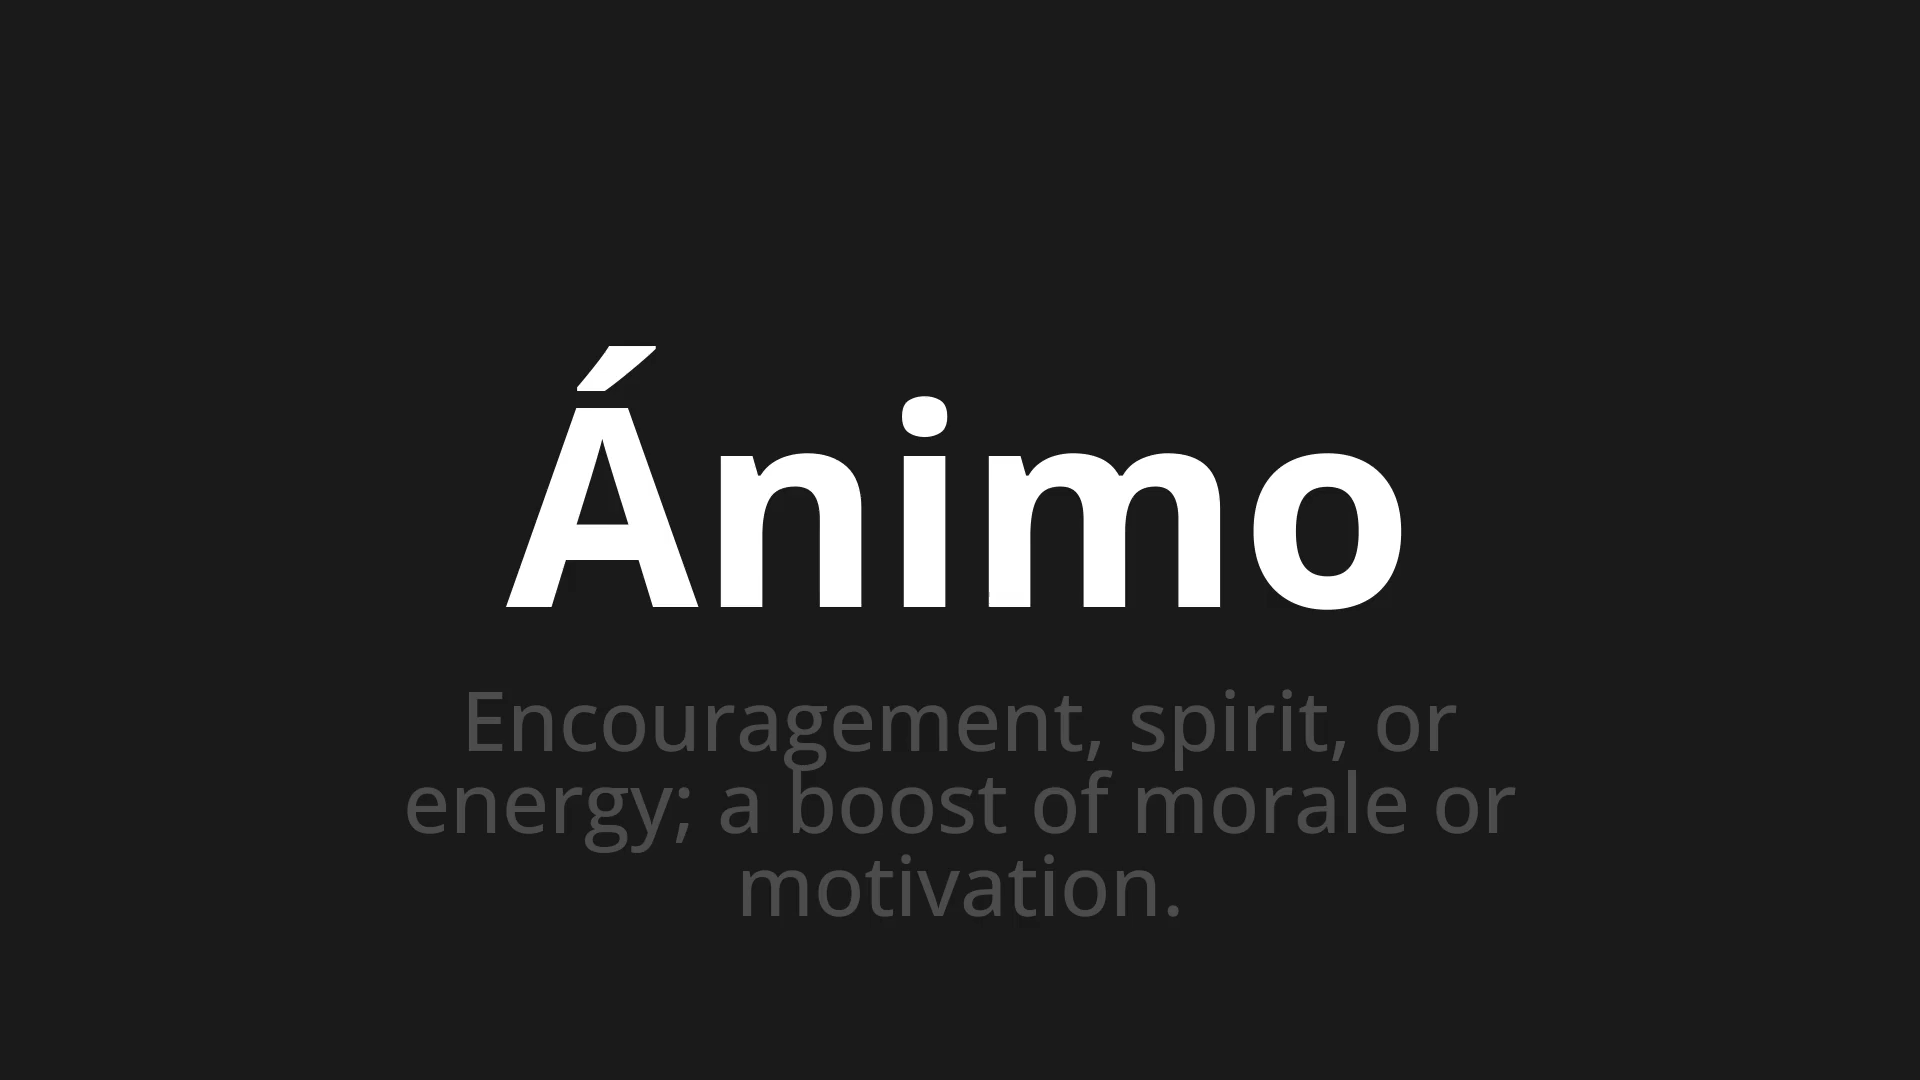 Ánimo
Encouragement, spirit, or
energy; a boost of morale or
motivation.